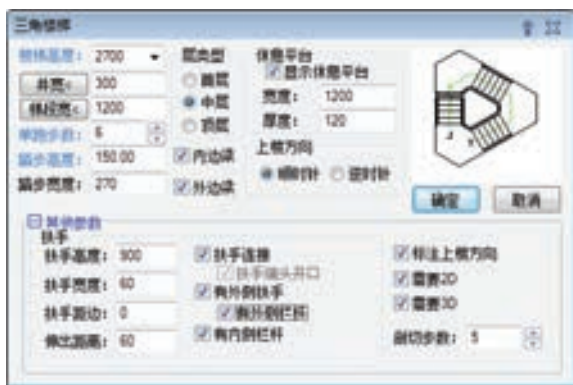 三角楼梯
楼梯高度： 2700
井宽< 300
梯段宽< 1200
单跑步数： 6
踏步高度： 150.00
踏步宽度： 270
层类型
首层
中层
顶层
内边梁
外边梁
休息平台
显示休息平台
宽度： 1200
厚度： 120
上楼方向
顺时针 逆时针
确定 取消
其他参数
扶手
扶手高度： 900
扶手宽度： 60
扶手距边： 0
伸出距离： 60
扶手连接
扶手端头开口
有外侧扶手
有外侧栏杆
有内侧栏杆
标注上楼方向
需要2D
需要3D
剖切步数： 5